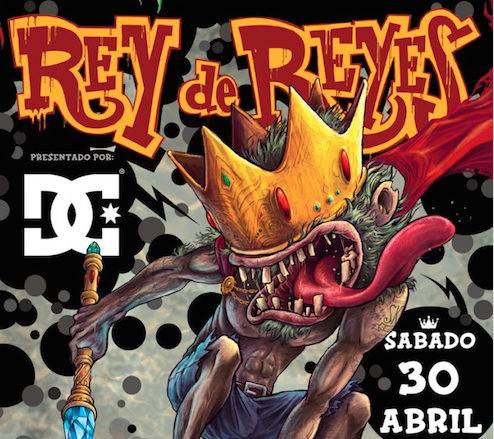 REY de REYES
PRESENTADO POR:
DC
SABADO
30
ABRIL